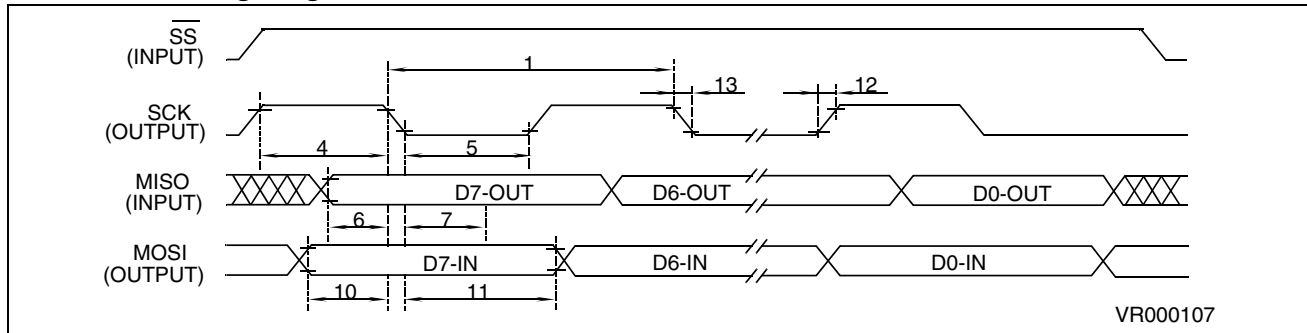 SS
(INPUT)
1
13
12
SCK
(OUTPUT)
4
5
MISO
(INPUT)
D7-OUT
D6-OUT
D0-OUT
6
7
MOSI
(OUTPUT)
D7-IN
D6-IN
D0-IN
10
11
VR000107